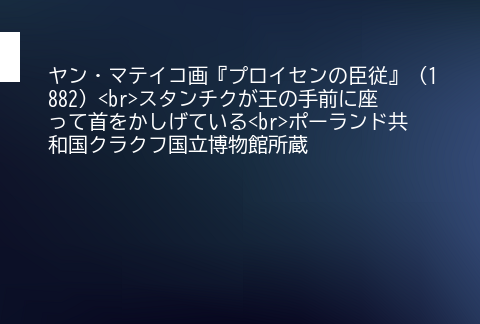 ヤン・マテイコ画『プロイセンの臣従』（1
882）<br>スタンチクが王の手前に座
って首をかしげている<br>ポーランド共
和国クラクフ国立博物館所蔵